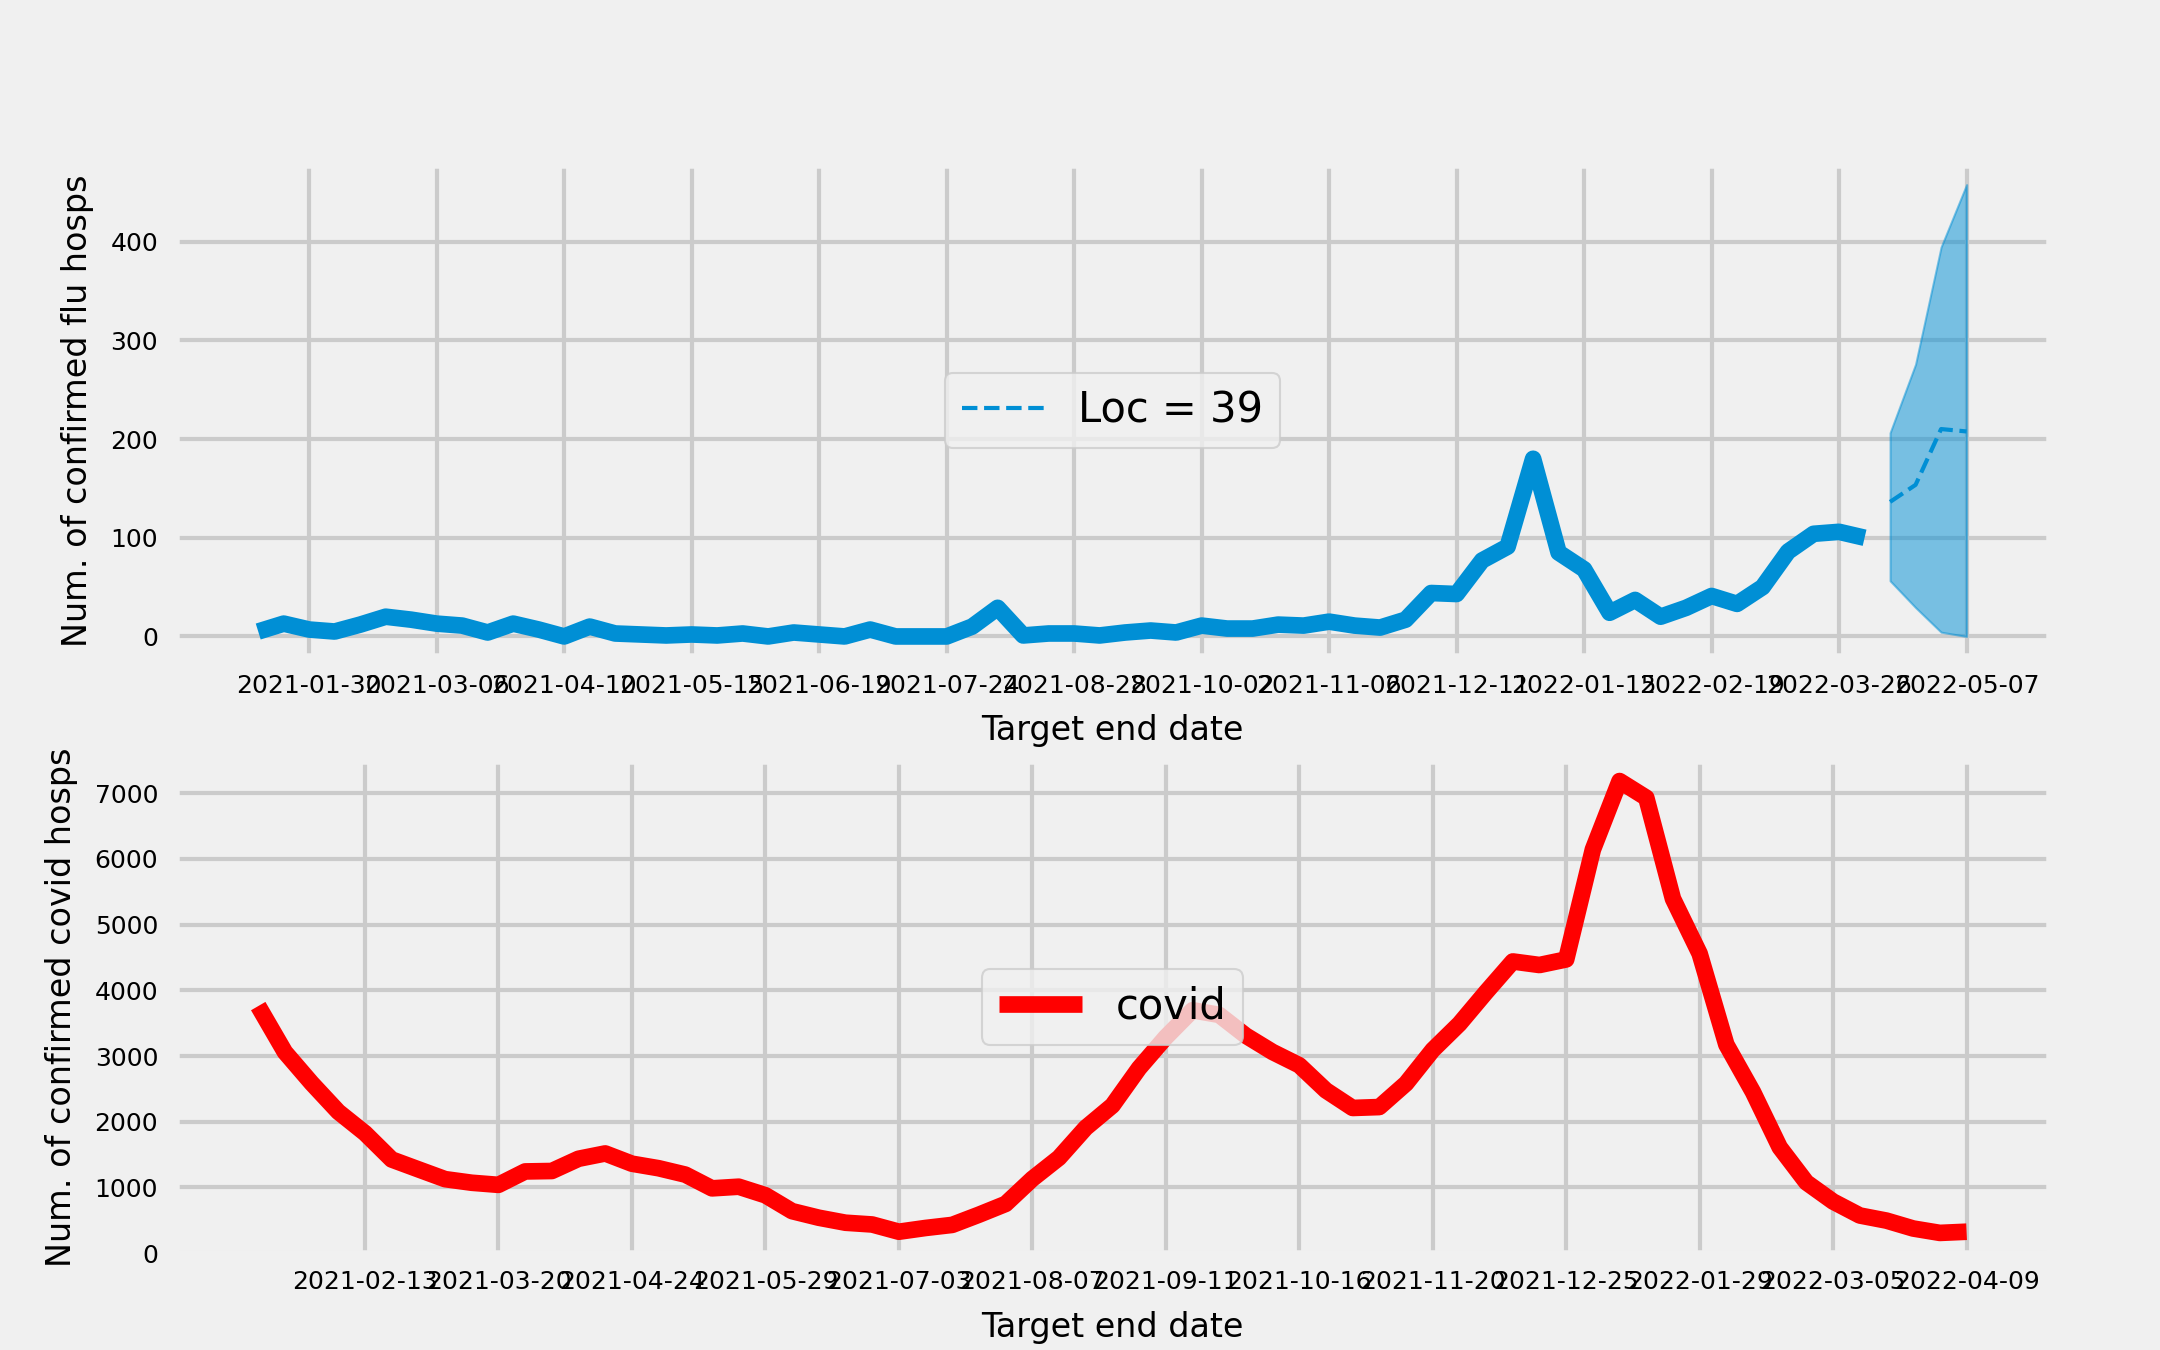 Num. of confirmed flu hosps
400
300
200
100
0
Loc = 39
2021-01-30 2021-03-06 2021-04-10 2021-05-15 2021-06-19 2021-07-24 2021-08-28 2021-10-02 2021-11-06 2021-12-11 2022-01-15 2022-02-19 2022-03-26 2022-05-07
Target end date
Num. of confirmed covid hosps
7000
6000
5000
4000
3000
2000
1000
0
covid
2021-02-13 2021-03-20 2021-04-24 2021-05-29 2021-07-03 2021-08-07 2021-09-11 2021-10-16 2021-11-20 2021-12-25 2022-01-29 2022-03-05 2022-04-09
Target end date